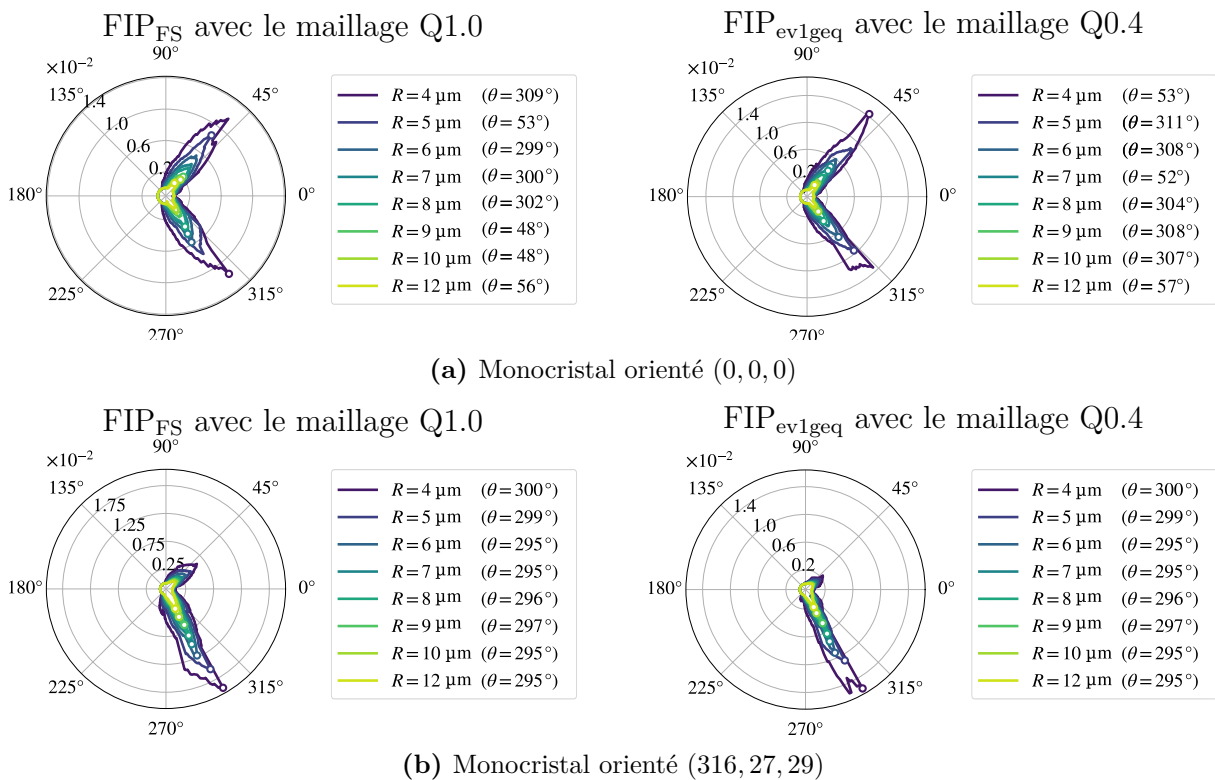 FIP_FS avec le maillage Q1.0
FIP_ev1geq avec le maillage Q0.4
×10⁻²
90°
135°
45°
180°
0°
225°
315°
270°
1.4
1.0
0.6
0.2
R = 4 µm (θ = 309°)
R = 5 µm (θ = 53°)
R = 6 µm (θ = 299°)
R = 7 µm (θ = 300°)
R = 8 µm (θ = 302°)
R = 9 µm (θ = 48°)
R = 10 µm (θ = 48°)
R = 12 µm (θ = 56°)
×10⁻²
90°
135°
45°
180°
0°
225°
315°
270°
1.4
1.0
0.6
0.2
R = 4 µm (θ = 53°)
R = 5 µm (θ = 311°)
R = 6 µm (θ = 308°)
R = 7 µm (θ = 52°)
R = 8 µm (θ = 304°)
R = 9 µm (θ = 308°)
R = 10 µm (θ = 307°)
R = 12 µm (θ = 57°)
(a) Monocristal orienté (0, 0, 0)
FIP_FS avec le maillage Q1.0
FIP_ev1geq avec le maillage Q0.4
×10⁻²
90°
135°
45°
180°
0°
225°
315°
270°
1.75
1.25
0.75
0.25
R = 4 µm (θ = 300°)
R = 5 µm (θ = 299°)
R = 6 µm (θ = 295°)
R = 7 µm (θ = 295°)
R = 8 µm (θ = 296°)
R = 9 µm (θ = 297°)
R = 10 µm (θ = 295°)
R = 12 µm (θ = 295°)
×10⁻²
90°
135°
45°
180°
0°
225°
315°
270°
1.4
1.0
0.6
0.2
R = 4 µm (θ = 300°)
R = 5 µm (θ = 299°)
R = 6 µm (θ = 295°)
R = 7 µm (θ = 295°)
R = 8 µm (θ = 296°)
R = 9 µm (θ = 297°)
R = 10 µm (θ = 295°)
R = 12 µm (θ = 295°)
(b) Monocristal orienté (316, 27, 29)